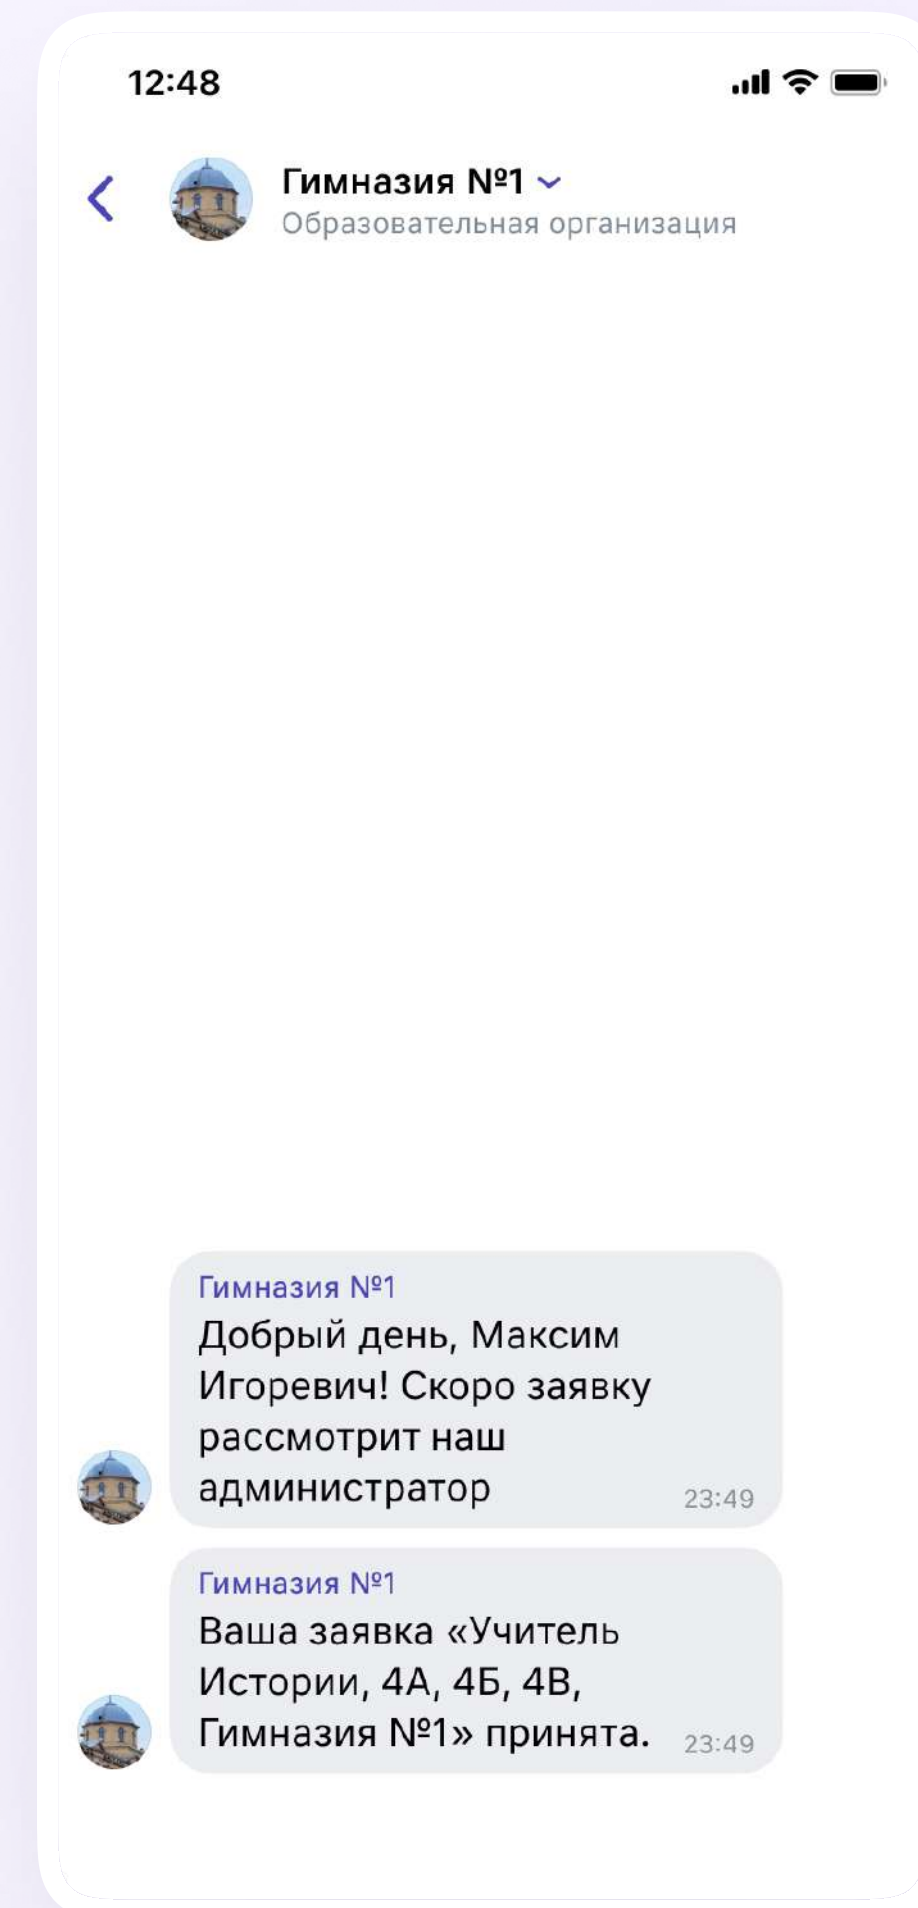 12:48
Гимназия №1
Образовательная организация
Гимназия №1
Добрый день, Максим
Игоревич! Скоро заявку
рассмотрит наш
администратор
23:49
Гимназия №1
Ваша заявка «Учитель
Истории, 4А, 4Б, 4В,
Гимназия №1» принята.
23:49